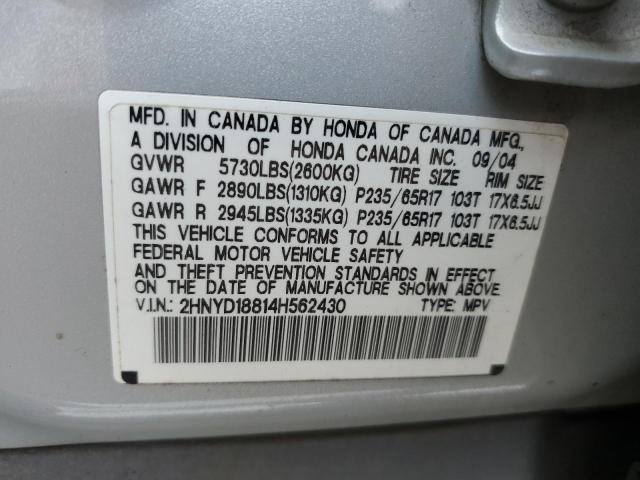 MFD. IN CANADA BY HONDA OF CANADA MFG.,
A DIVISION OF HONDA CANADA INC. 09/04
GVWR 5730LBS(2600KG) TIRE SIZE RIM SIZE
GAWR F 2890LBS(1310KG) P235/65R17 103T 17X6.5JJ
GAWR R 2945LBS(1335KG) P235/65R17 103T 17X6.5JJ
THIS VEHICLE CONFORMS TO ALL APPLICABLE
FEDERAL MOTOR VEHICLE SAFETY
AND THEFT PREVENTION STANDARDS IN EFFECT
ON THE DATE OF MANUFACTURE SHOWN ABOVE.
V.I.N.: 2HNYD18814H562430 TYPE: MPV